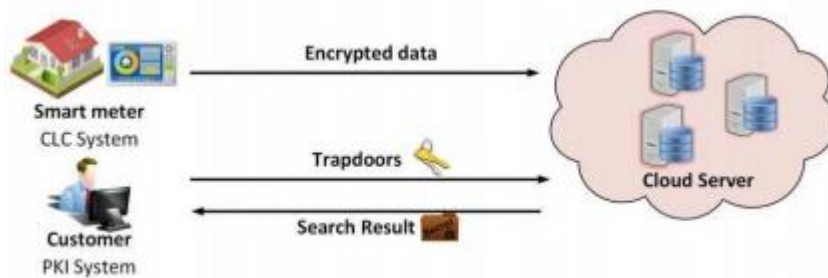 Encrypted data
Smart meter
CLC System
Trapdoors
Cloud Server
Search Result
Customer
PKI System